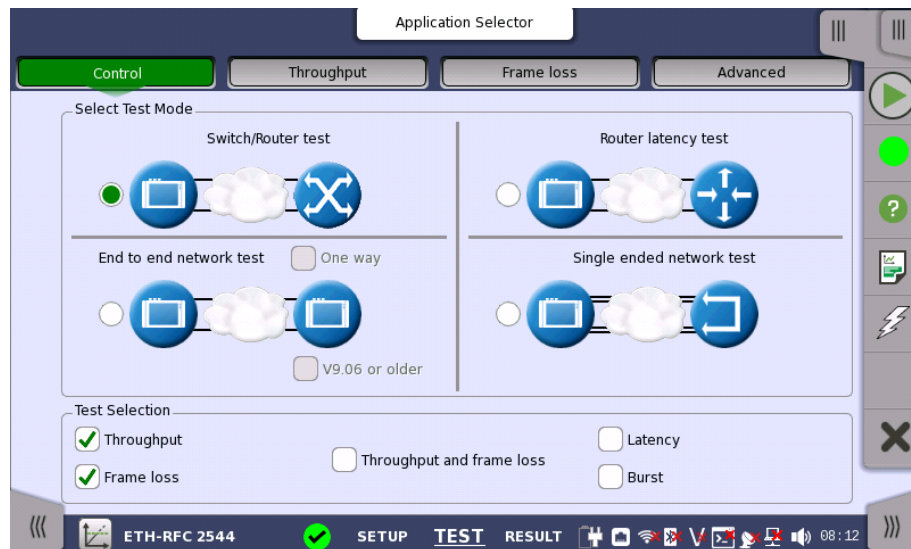 Application Selector
Control Throughput Frame loss Advanced
Select Test Mode
Switch/Router test
Router latency test
End to end network test
One way
Single ended network test
V9.06 or older
Test Selection
Throughput
Throughput and frame loss
Latency
Frame loss
Burst
ETH-RFC 2544 SETUP TEST RESULT 08:12